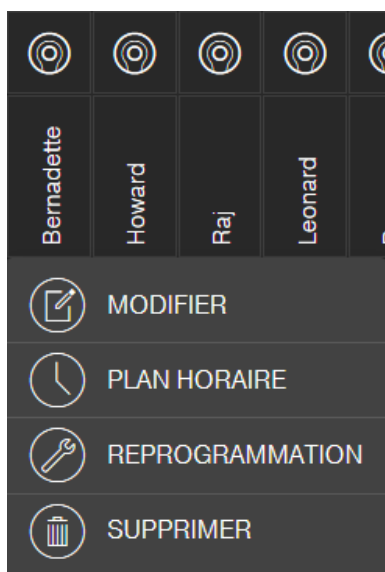 Bernadette
Howard
Raj
Leonard
MODIFIER
PLAN HORAIRE
REPROGRAMMATION
SUPPRIMER